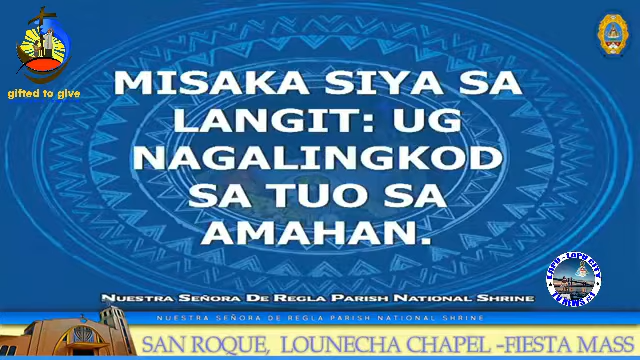 gifted to give
MISAKA SIYA SA
LANGIT: UG
NAGALINGKOD
SA TUO SA
AMAHAN.
NUESTRA SEÑORA DE REGLA PARISH NATIONAL SHRINE
NUESTRA SEÑORA DE REGLA PARISH NATIONAL SHRINE
SAN ROQUE, LOUNECHA CHAPEL -FIESTA MASS